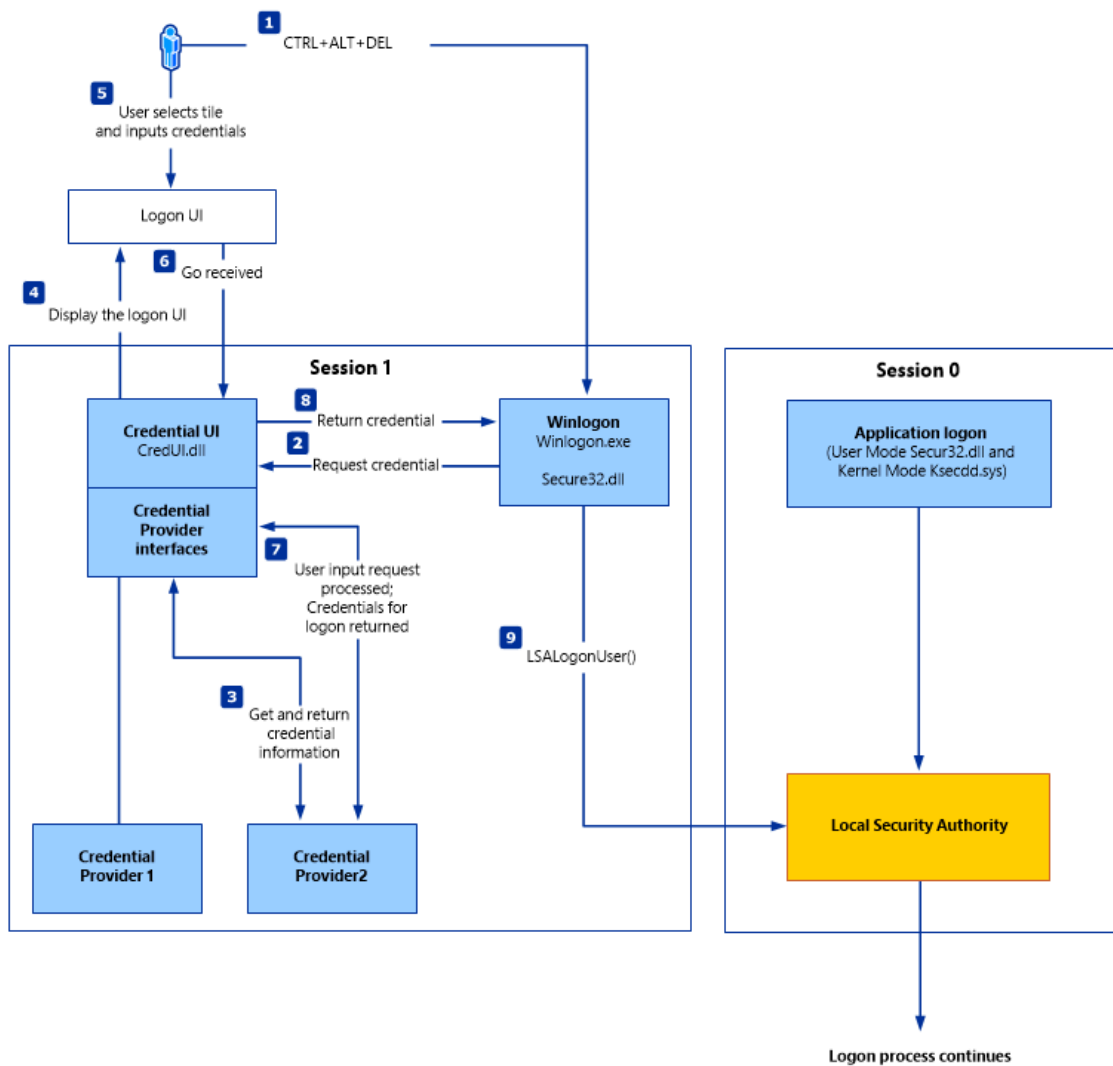 1
CTRL+ALT+DEL
5
User selects tile
and inputs credentials
Logon UI
6
Go received
4
Display the logon UI
Session 1
Credential UI
CredUI.dll
8
Return credential
2
Request credential
Winlogon
Winlogon.exe
Secure32.dll
Credential
Provider
interfaces
7
User input request
processed;
Credentials for
logon returned
9
LSALogonUser()
3
Get and return
credential
information
Credential
Provider 1
Credential
Provider2
Session 0
Application logon
(User Mode Secur32.dll and
Kernel Mode Ksecdd.sys)
Local Security Authority
Logon process continues